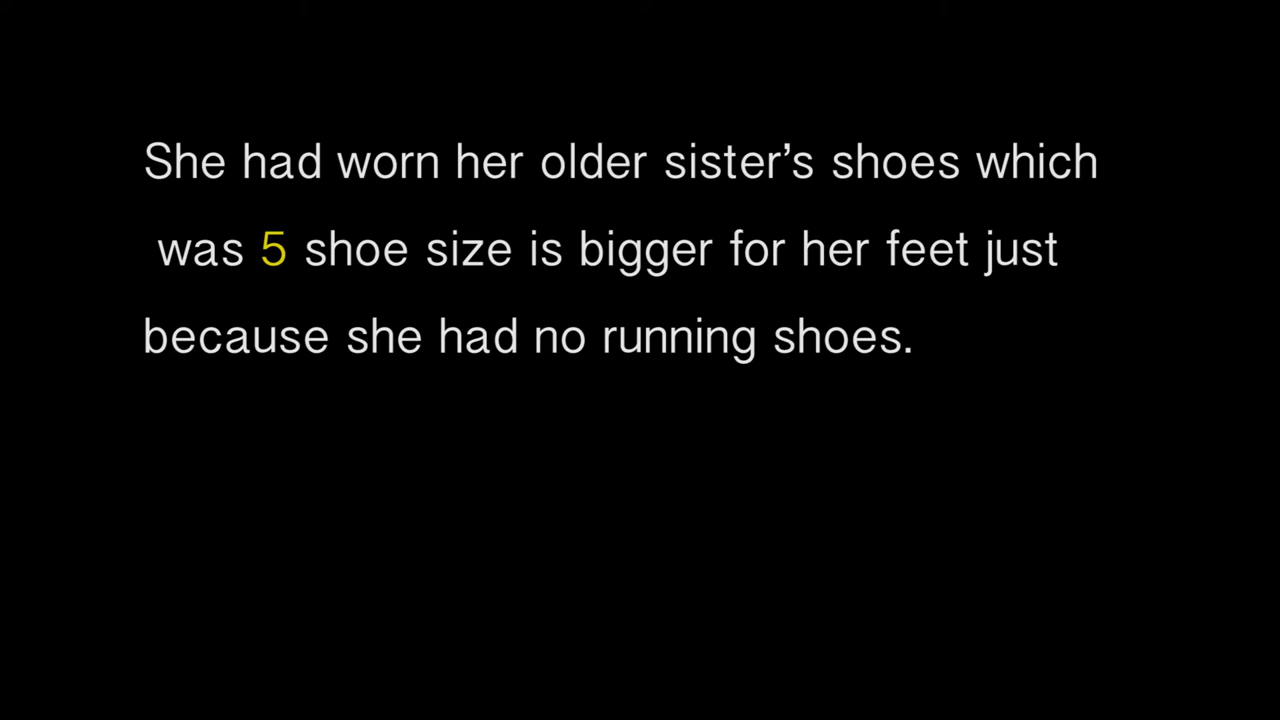 She had worn her older sister’s shoes which
was 5 shoe size is bigger for her feet just
because she had no running shoes.